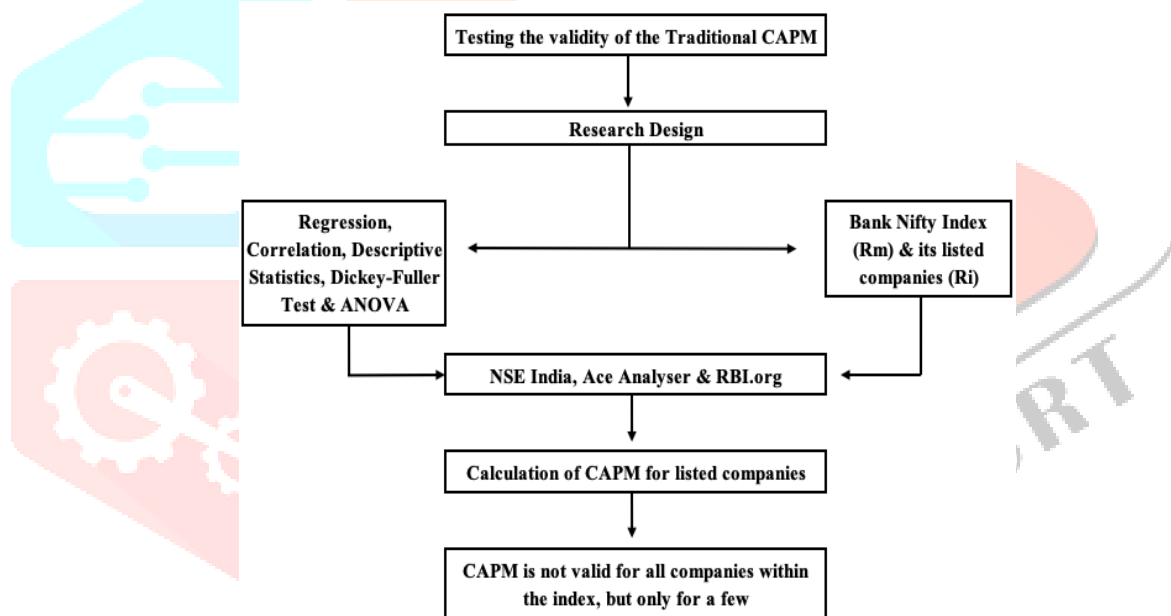 Testing the validity of the Traditional CAPM
Research Design
Regression,
Correlation, Descriptive
Statistics, Dickey-Fuller
Test & ANOVA
Bank Nifty Index
(Rm) & its listed
companies (Ri)
NSE India, Ace Analyser & RBI.org
Calculation of CAPM for listed companies
CAPM is not valid for all companies within
the index, but only for a few